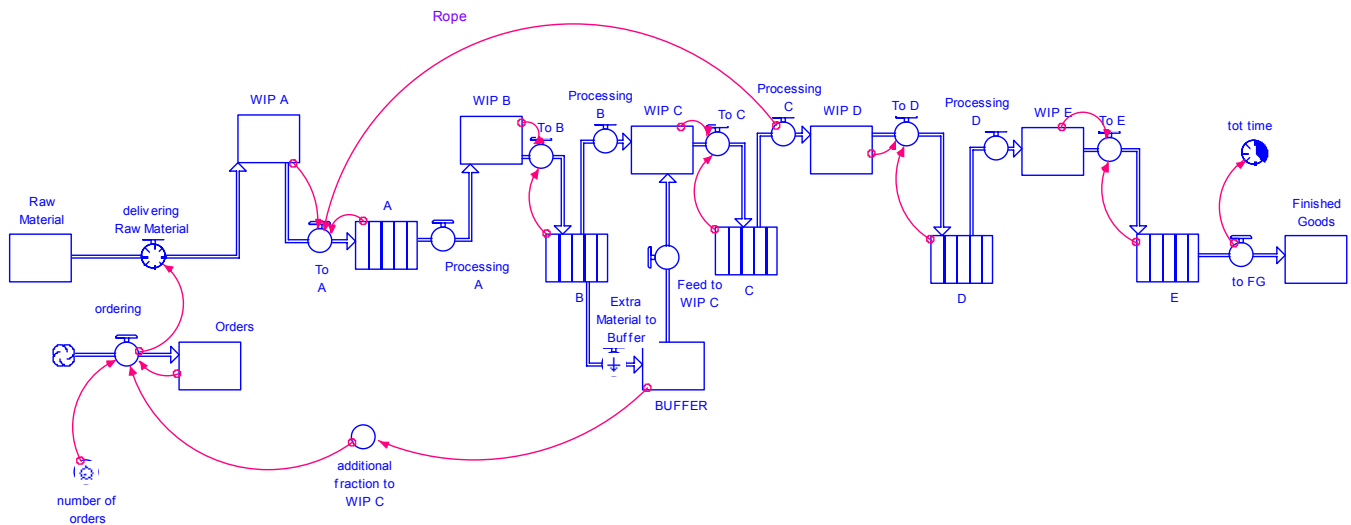 Rope
WIP A
WIP B
Processing
B
WIP C
To C
Processing
C
WIP D
To D
Processing
D
WIP E
To E
tot time
To B
Raw
Material
delivering
Raw Material
A
Finished
Goods
To
A
Processing
A
B
Feed to
WIP C
C
D
E
to FG
ordering
Orders
Extra
Material to
Buffer
BUFFER
additional
fraction to
WIP C
number of
orders